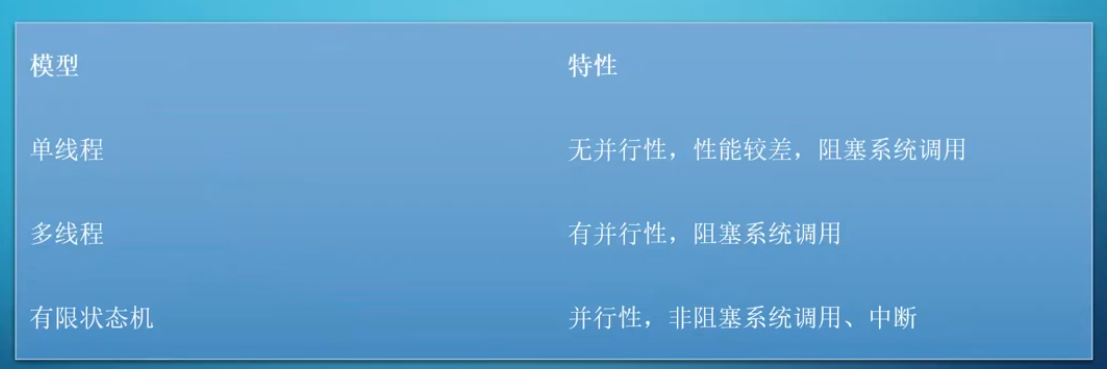 模型 特性
单线程 无并行性，性能较差，阻塞系统调用
多线程 有并行性，阻塞系统调用
有限状态机 并行性，非阻塞系统调用、中断